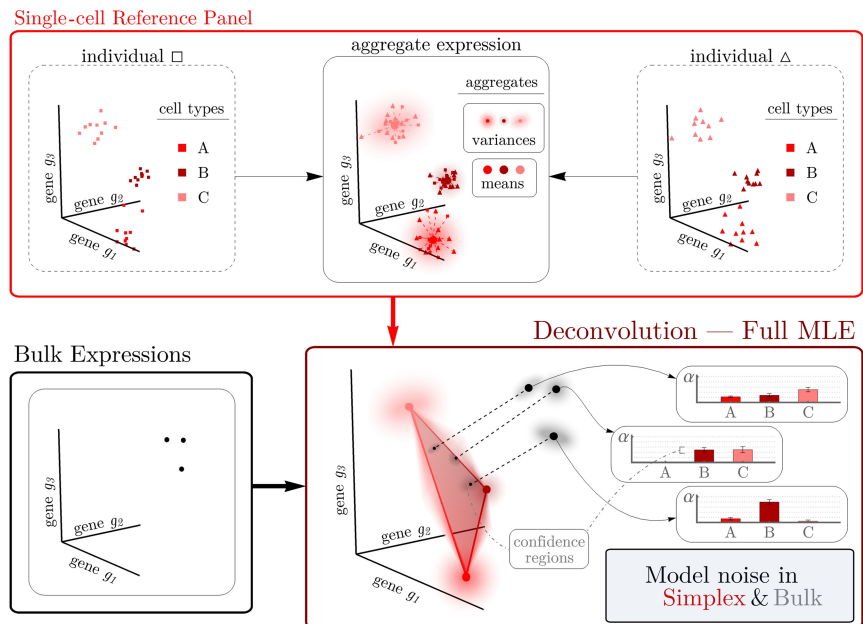 Single-cell Reference Panel
individual □
cell types
A
B
C
gene g3
gene g2
gene g1
aggregate expression
aggregates
variances
means
gene g3
gene g2
gene g1
individual △
cell types
A
B
C
gene g3
gene g2
gene g1
Bulk Expressions
gene g3
gene g2
gene g1
Deconvolution — Full MLE
gene g3
gene g2
gene g1
α
A B C
α
A B C
α
A B C
confidence
regions
Model noise in
Simplex & Bulk